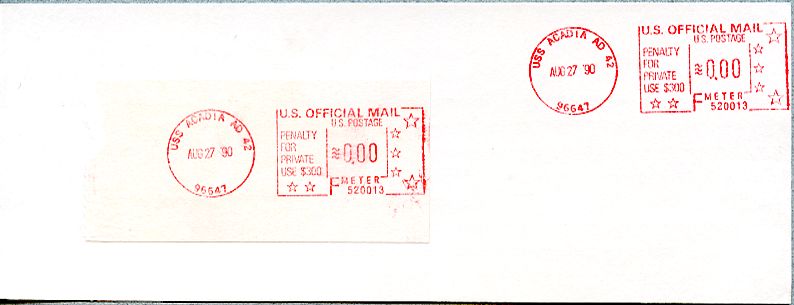 USS ACADIA AD 42
AUG 27 '90
96647
U.S. OFFICIAL MAIL
U.S. POSTAGE
PENALTY
FOR
PRIVATE
USE $300
≈0.00
F METER
520013
USS ACADIA AD 42
AUG 27 '90
96647
U.S. OFFICIAL MAIL
U.S. POSTAGE
PENALTY
FOR
PRIVATE
USE $300
≈0.00
F METER
520013